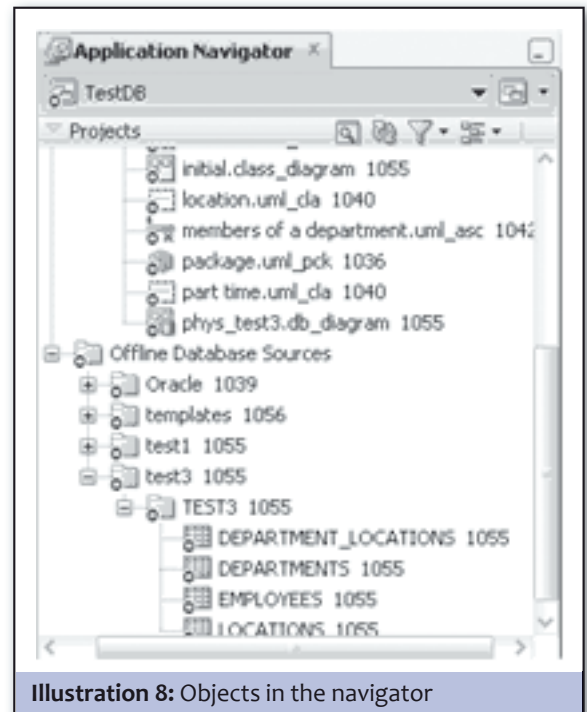 Application Navigator ×
TestDB
Projects
initial.class_diagram 1055
location.uml_cla 1040
members of a department.uml_asc 1042
package.uml_pck 1036
part time.uml_cla 1040
phys_test3.db_diagram 1055
Offline Database Sources
Oracle 1039
templates 1056
test1 1055
test3 1055
TEST3 1055
DEPARTMENT_LOCATIONS 1055
DEPARTMENTS 1055
EMPLOYEES 1055
LOCATIONS 1055
Illustration 8: Objects in the navigator